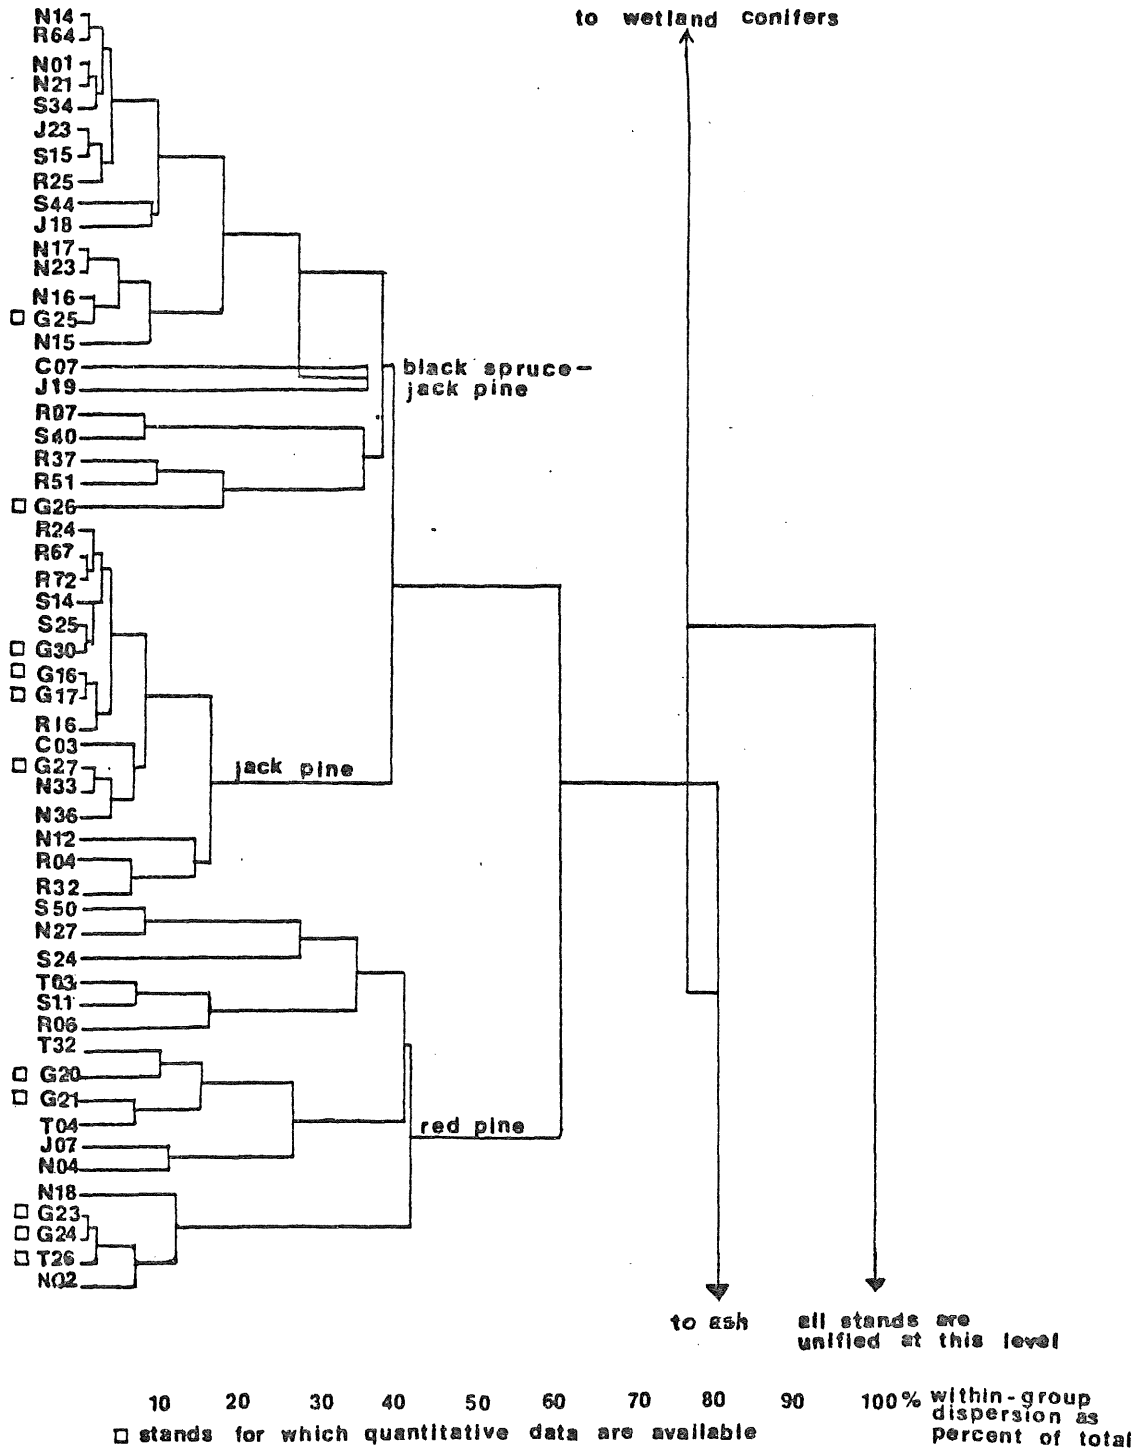 to wetland conifers
N14
R64
N01
N21
S34
J23
S15
R25
S44
J18
N17
N23
N16
□ G25
N15
C07
J19
black spruce-
jack pine
R07
S40
R37
R51
□ G26
R24
R67
R72
S14
S25
□ G30
□ G16
□ G17
R16
C03
□ G27
N33
N36
jack pine
N12
R04
R32
S50
N27
S24
T03
S11
R06
T32
□ G20
□ G21
T04
red pine
J07
N04
N18
□ G23
□ G24
□ T26
N02
to ash
all stands are
unified at this level
10 20 30 40 50 60 70 80 90 100%
within-group
dispersion as
percent of total
□ stands for which quantitative data are available